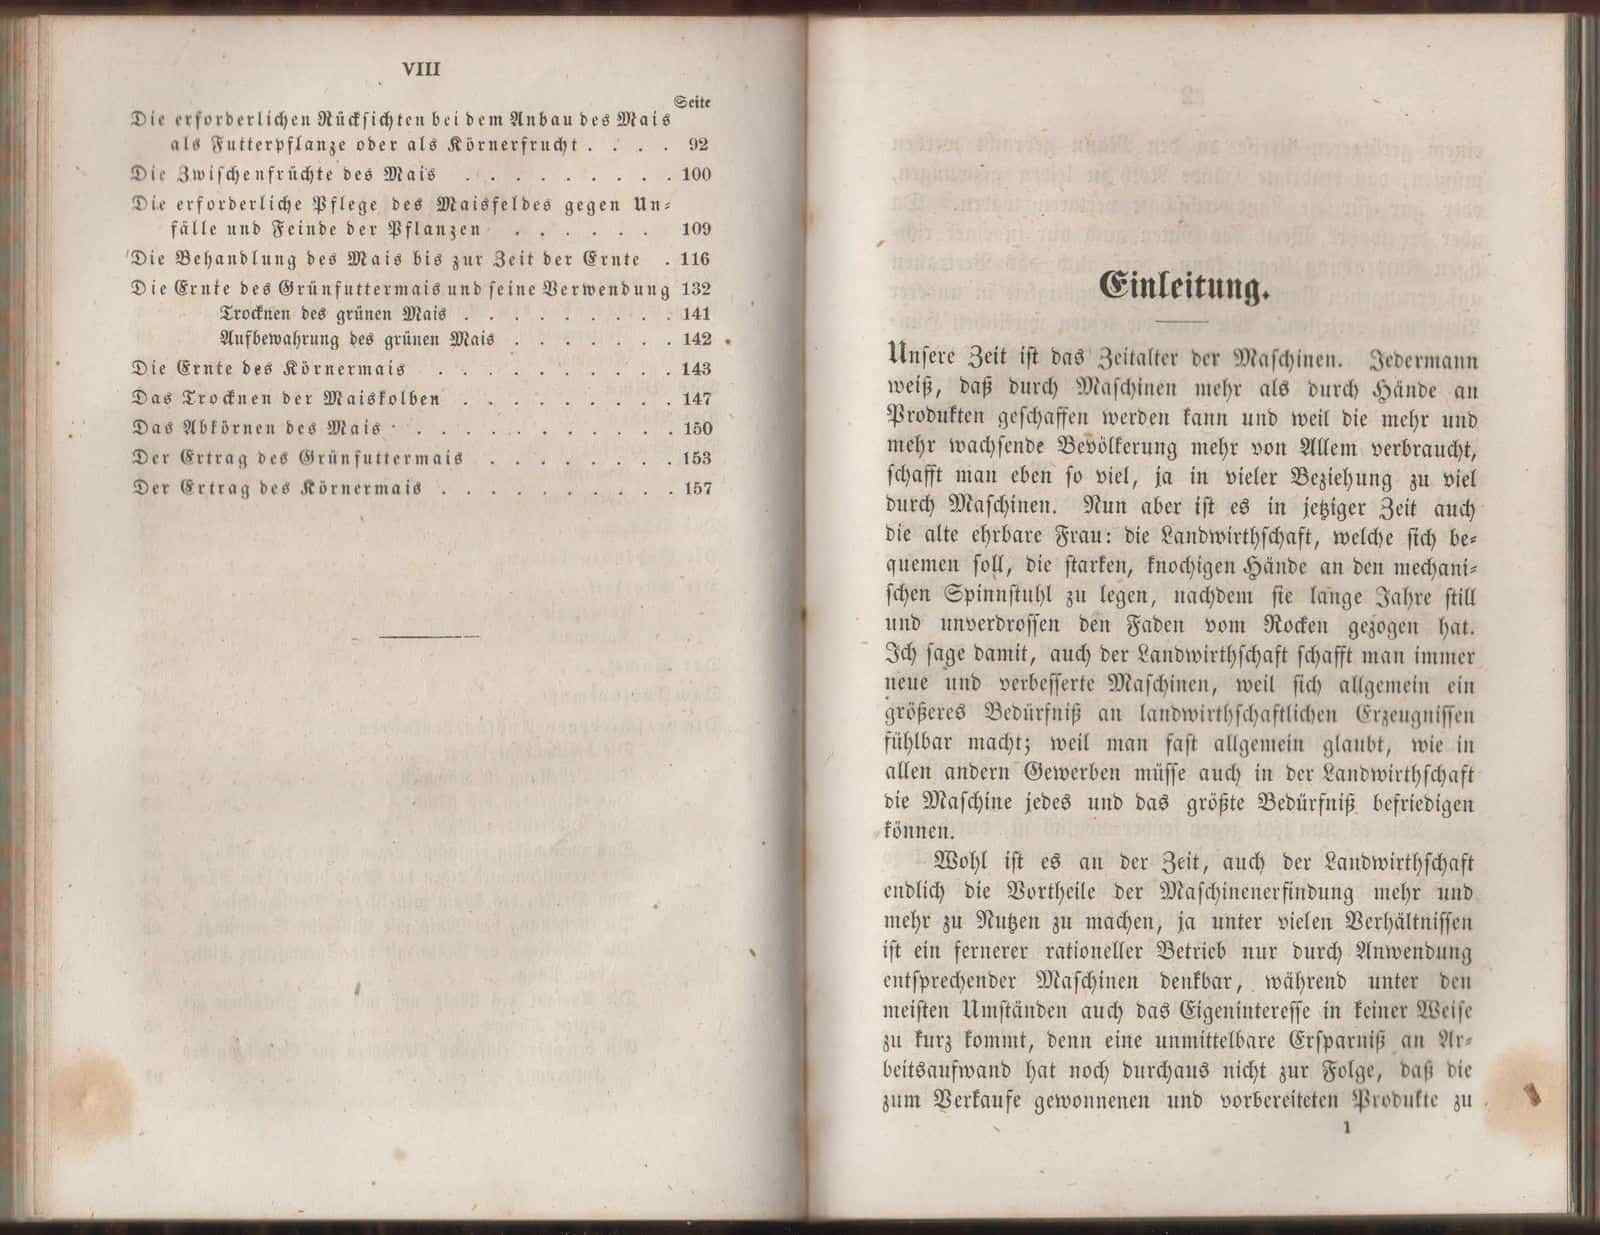 VIII
Seite
Die erforderlichen Rücksichten bei dem Anbau des Mais
als Futterpflanze oder als Körnerfrucht . . . . 92
Die Zwischenfrüchte des Mais . . . . . . . . . 100
Die erforderliche Pflege des Maisfeldes gegen Un-
fälle und Feinde der Pflanzen . . . . . . 109
Die Behandlung des Mais bis zur Zeit der Ernte . 116
Die Ernte des Grünfuttermais und seine Verwendung 132
Trocknen des grünen Mais . . . . . . . . . 141
Aufbewahrung des grünen Mais . . . . . . . 142
Die Ernte des Körnermais . . . . . . . . . . 143
Das Trocknen der Maiskolben . . . . . . . . . 147
Das Abkörnen des Mais . . . . . . . . . . . . 150
Der Ertrag des Grünfuttermais . . . . . . . . 153
Der Ertrag des Körnermais . . . . . . . . . . 157
Einleitung.
Unsere Zeit ist das Zeitalter der Maschinen. Jedermann
weiß, daß durch Maschinen mehr als durch Hände an
Produkten geschaffen werden kann und weil die mehr und
mehr wachsende Bevölkerung mehr von Allem verbraucht,
schafft man eben so viel, ja in vieler Beziehung zu viel
durch Maschinen. Nun aber ist es in jetziger Zeit auch
die alte ehrbare Frau: die Landwirthschaft, welche sich be-
quemen soll, die starken, knochigen Hände an den mechani-
schen Spinnstuhl zu legen, nachdem sie lange Jahre still
und unverdrossen den Faden vom Rocken gezogen hat.
Ich sage damit, auch der Landwirthschaft schafft man immer
neue und verbesserte Maschinen, weil sich allgemein ein
größeres Bedürfniß an landwirthschaftlichen Erzeugnissen
fühlbar macht; weil man fast allgemein glaubt, wie in
allen andern Gewerben müsse auch in der Landwirthschaft
die Maschine jedes und das größte Bedürfniß befriedigen
können.
Wohl ist es an der Zeit, auch der Landwirthschaft
endlich die Vortheile der Maschinenerfindung mehr und
mehr zu Nutzen zu machen, ja unter vielen Verhältnissen
ist ein fernerer rationeller Betrieb nur durch Anwendung
entsprechender Maschinen denkbar, während unter den
meisten Umständen auch das Eigeninteresse in keiner Weise
zu kurz kommt, denn eine unmittelbare Ersparniß an Ar-
beitsaufwand hat noch durchaus nicht zur Folge, daß die
zum Verkaufe gewonnenen und vorbereiteten Produkte zu
1